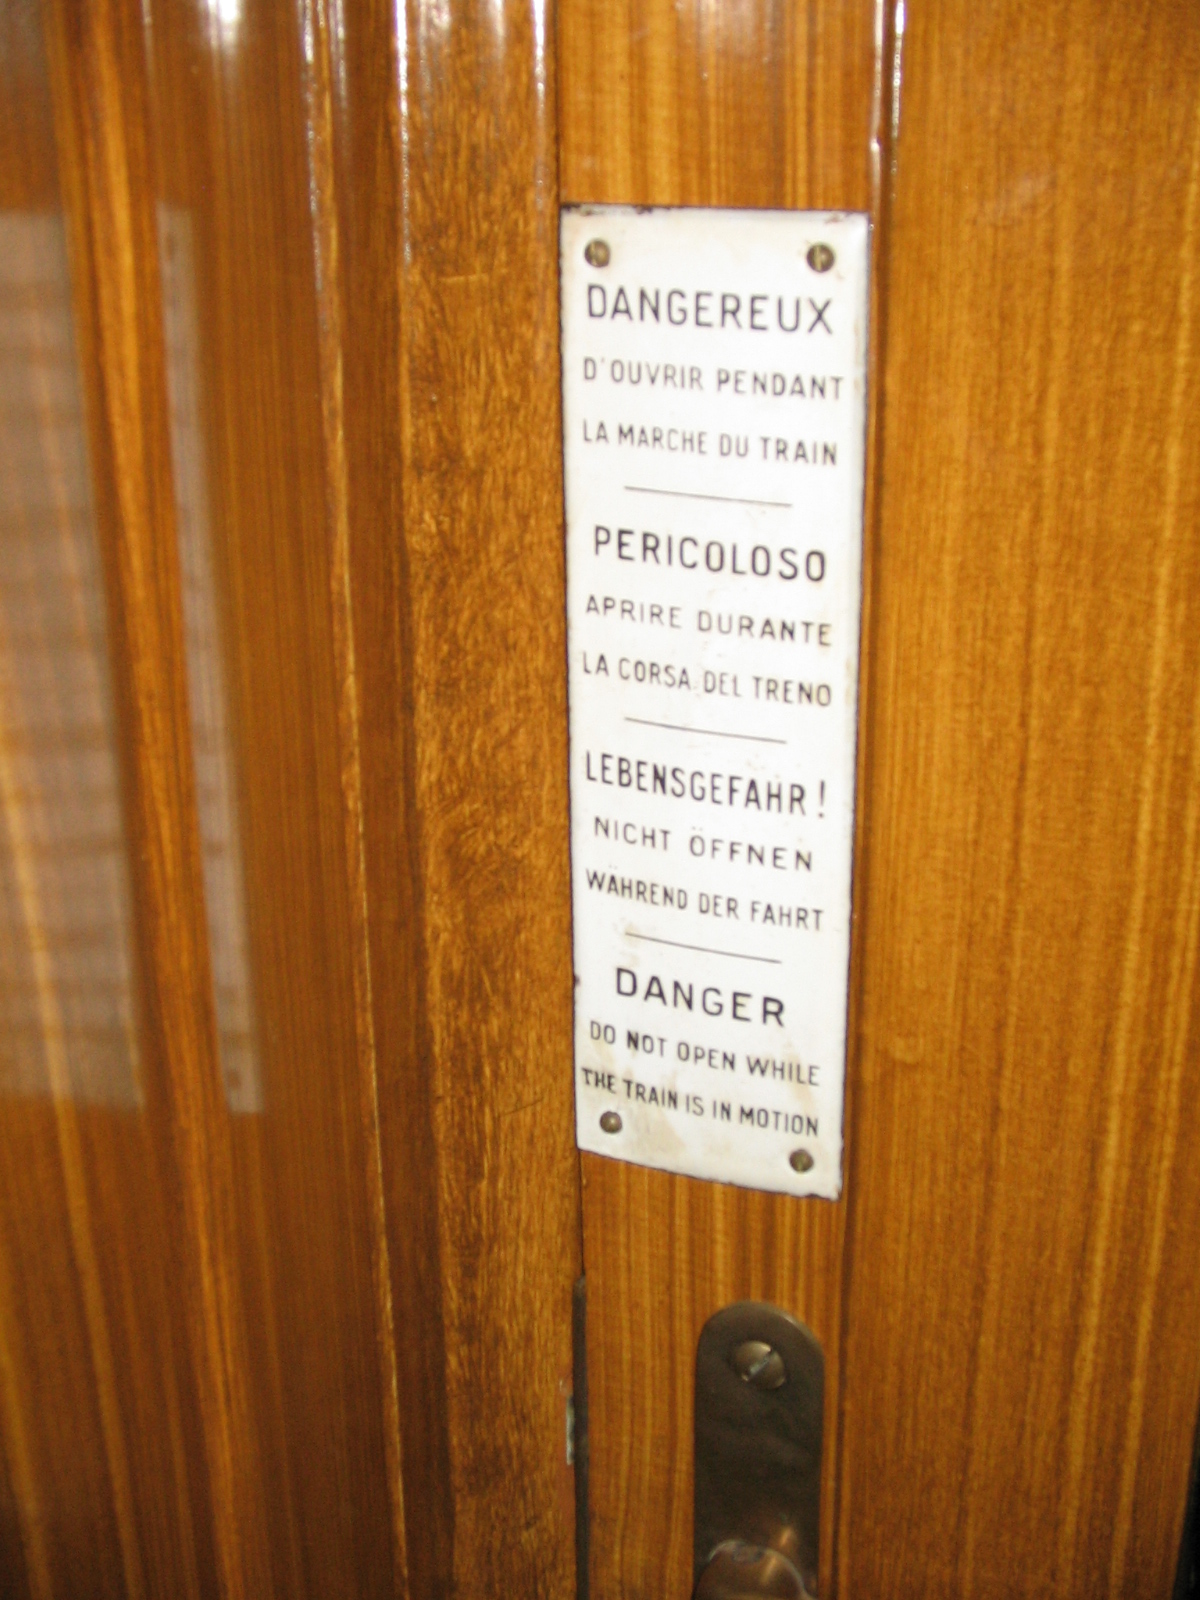 DANGEREUX
D'OUVRIR PENDANT
LA MARCHE DU TRAIN
PERICOLOSO
APRIRE DURANTE
LA CORSA DEL TRENO
LEBENSGEFAHR!
NICHT ÖFFNEN
WÄHREND DER FAHRT
DANGER
DO NOT OPEN WHILE
THE TRAIN IS IN MOTION